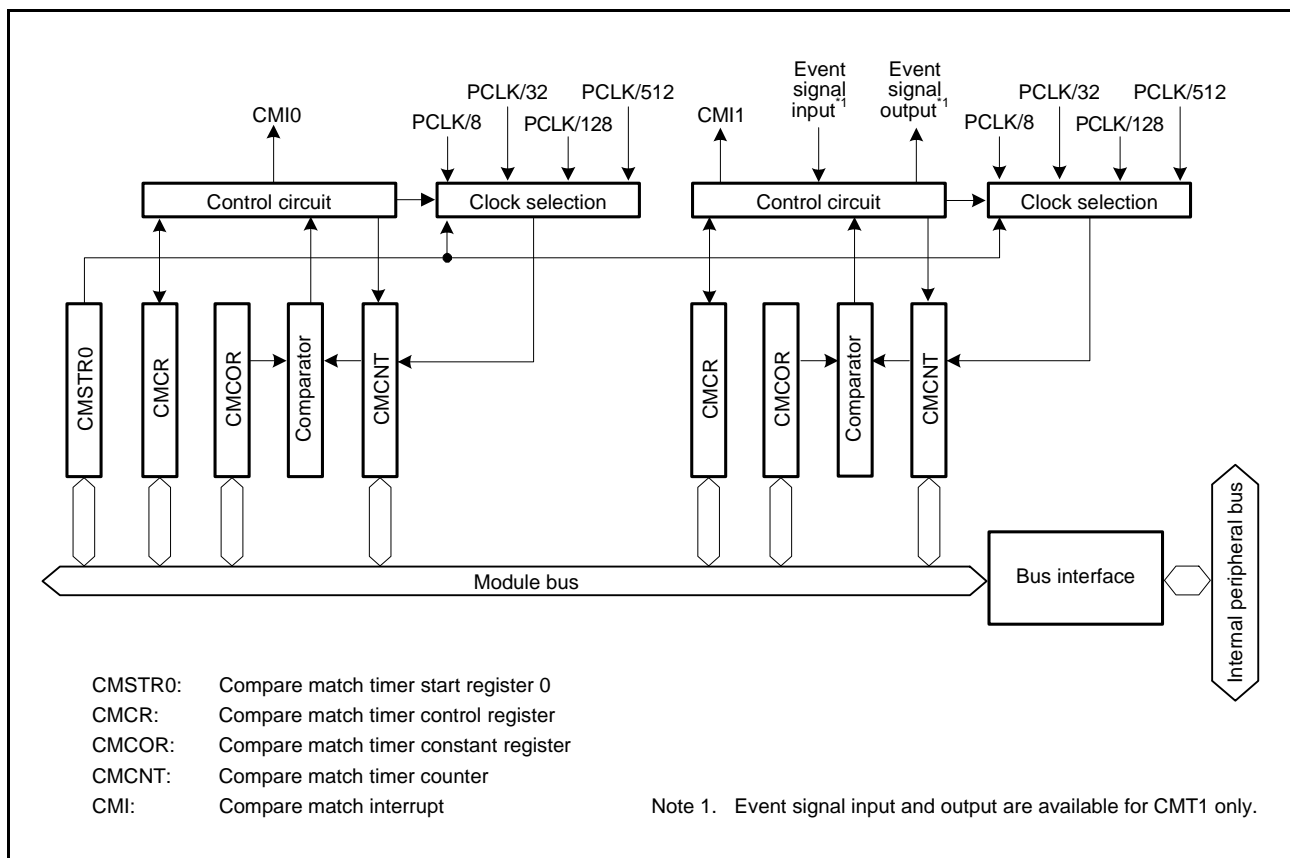 CMI0
PCLK/8
PCLK/32
PCLK/128
PCLK/512
CMI1
Event
signal
input*1
Event
signal
output*1
PCLK/8
PCLK/32
PCLK/128
PCLK/512
Control circuit
Clock selection
Control circuit
Clock selection
CMSTR0
CMCR
CMCOR
Comparator
CMCNT
CMCR
CMCOR
Comparator
CMCNT
Module bus
Bus interface
Internal peripheral bus
CMSTR0: Compare match timer start register 0
CMCR: Compare match timer control register
CMCOR: Compare match timer constant register
CMCNT: Compare match timer counter
CMI: Compare match interrupt
Note 1. Event signal input and output are available for CMT1 only.